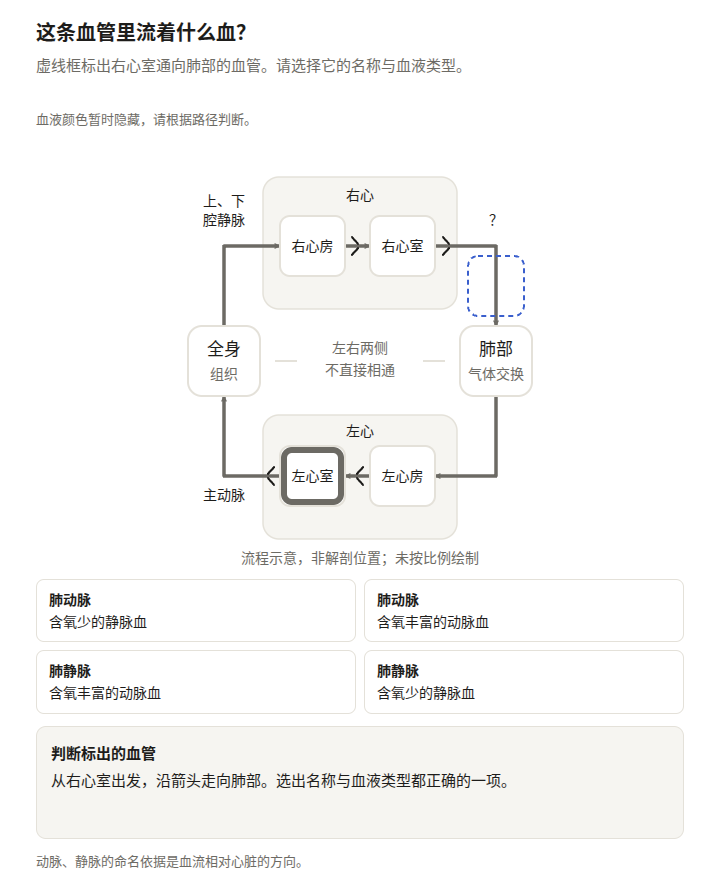 这条血管里流着什么血？
虚线框标出右心室通向肺部的血管。请选择它的名称与血液类型。
血液颜色暂时隐藏，请根据路径判断。
右心
上、下
腔静脉
？
右心房
右心室
全身
组织
左右两侧
不直接相通
肺部
气体交换
左心
左心室
左心房
主动脉
流程示意，非解剖位置；未按比例绘制
肺动脉
含氧少的静脉血
肺动脉
含氧丰富的动脉血
肺静脉
含氧丰富的动脉血
肺静脉
含氧少的静脉血
判断标出的血管
从右心室出发，沿箭头走向肺部。选出名称与血液类型都正确的一项。
动脉、静脉的命名依据是血流相对心脏的方向。